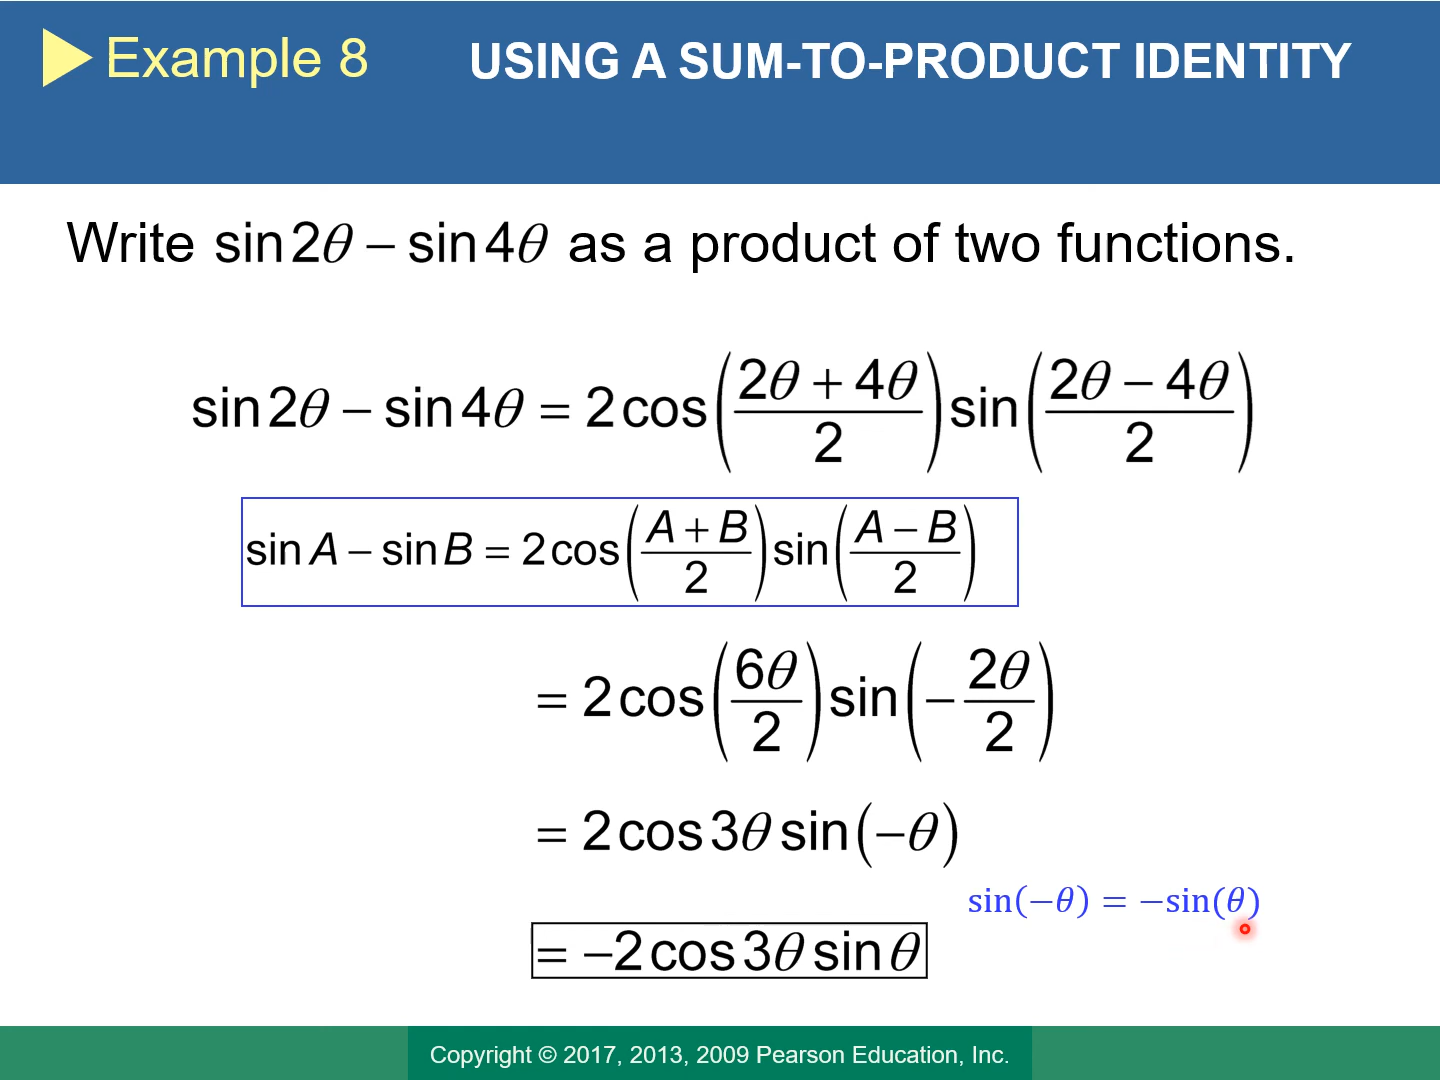 Example 8 USING A SUM-TO-PRODUCT IDENTITY
Write sin 2θ − sin 4θ as a product of two functions.
sin 2θ − sin 4θ = 2 cos((2θ + 4θ)/2) sin((2θ − 4θ)/2)
sin A − sin B = 2 cos((A + B)/2) sin((A − B)/2)
= 2 cos(6θ/2) sin(−2θ/2)
= 2 cos 3θ sin(−θ)
sin(−θ) = −sin(θ)
= −2 cos 3θ sin θ
Copyright © 2017, 2013, 2009 Pearson Education, Inc.